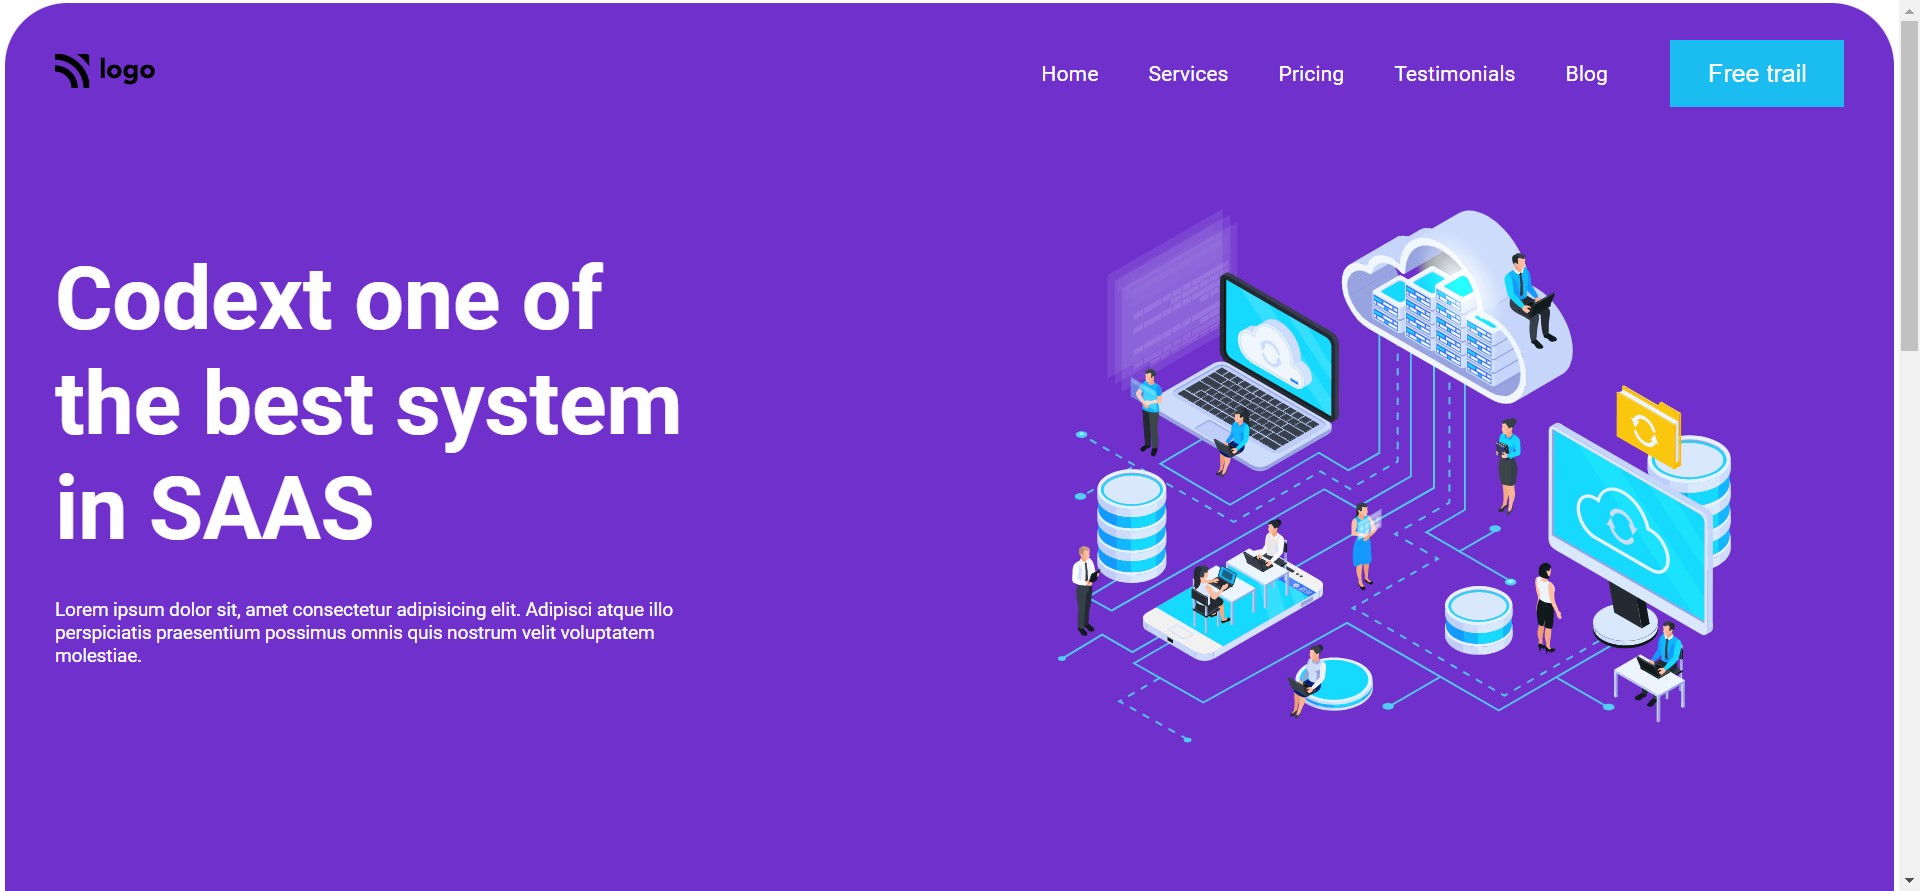 logo
Home Services Pricing Testimonials Blog Free trail
Codext one of
the best system
in SAAS
Lorem ipsum dolor sit, amet consectetur adipisicing elit. Adipisci atque illo
perspiciatis praesentium possimus omnis quis nostrum velit voluptatem
molestiae.